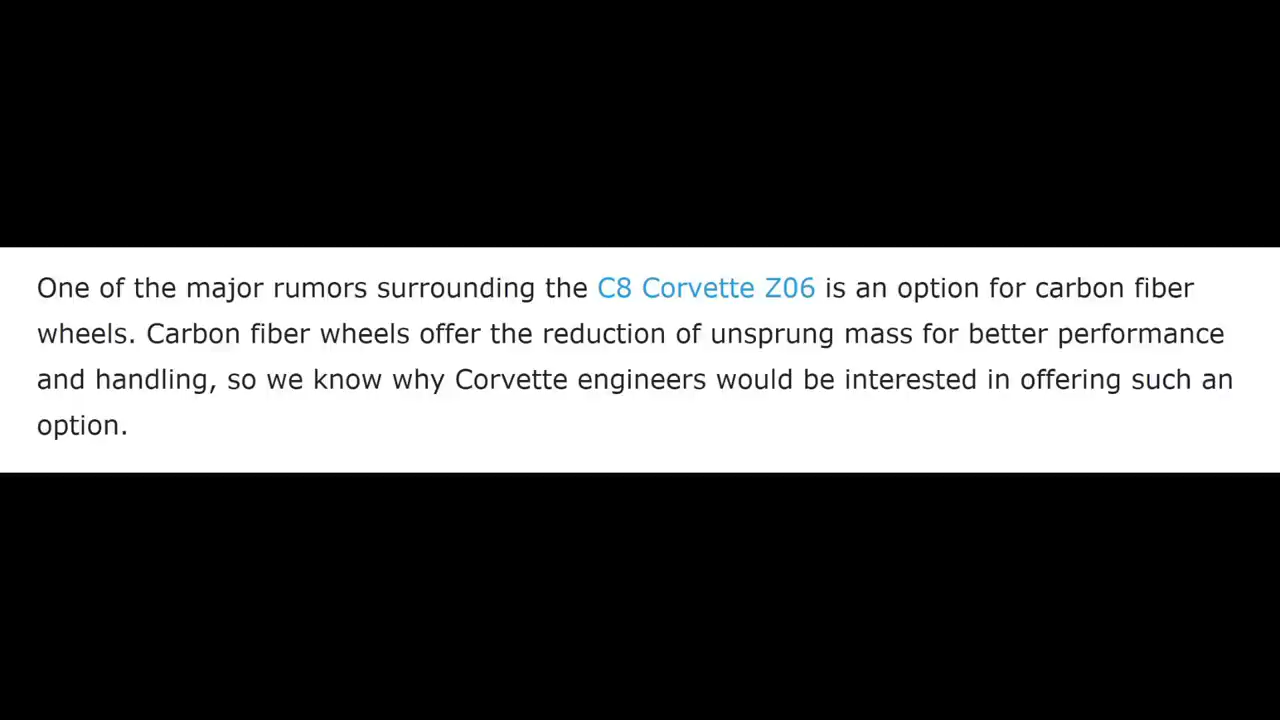 One of the major rumors surrounding the C8 Corvette Z06 is an option for carbon fiber
wheels. Carbon fiber wheels offer the reduction of unsprung mass for better performance
and handling, so we know why Corvette engineers would be interested in offering such an
option.